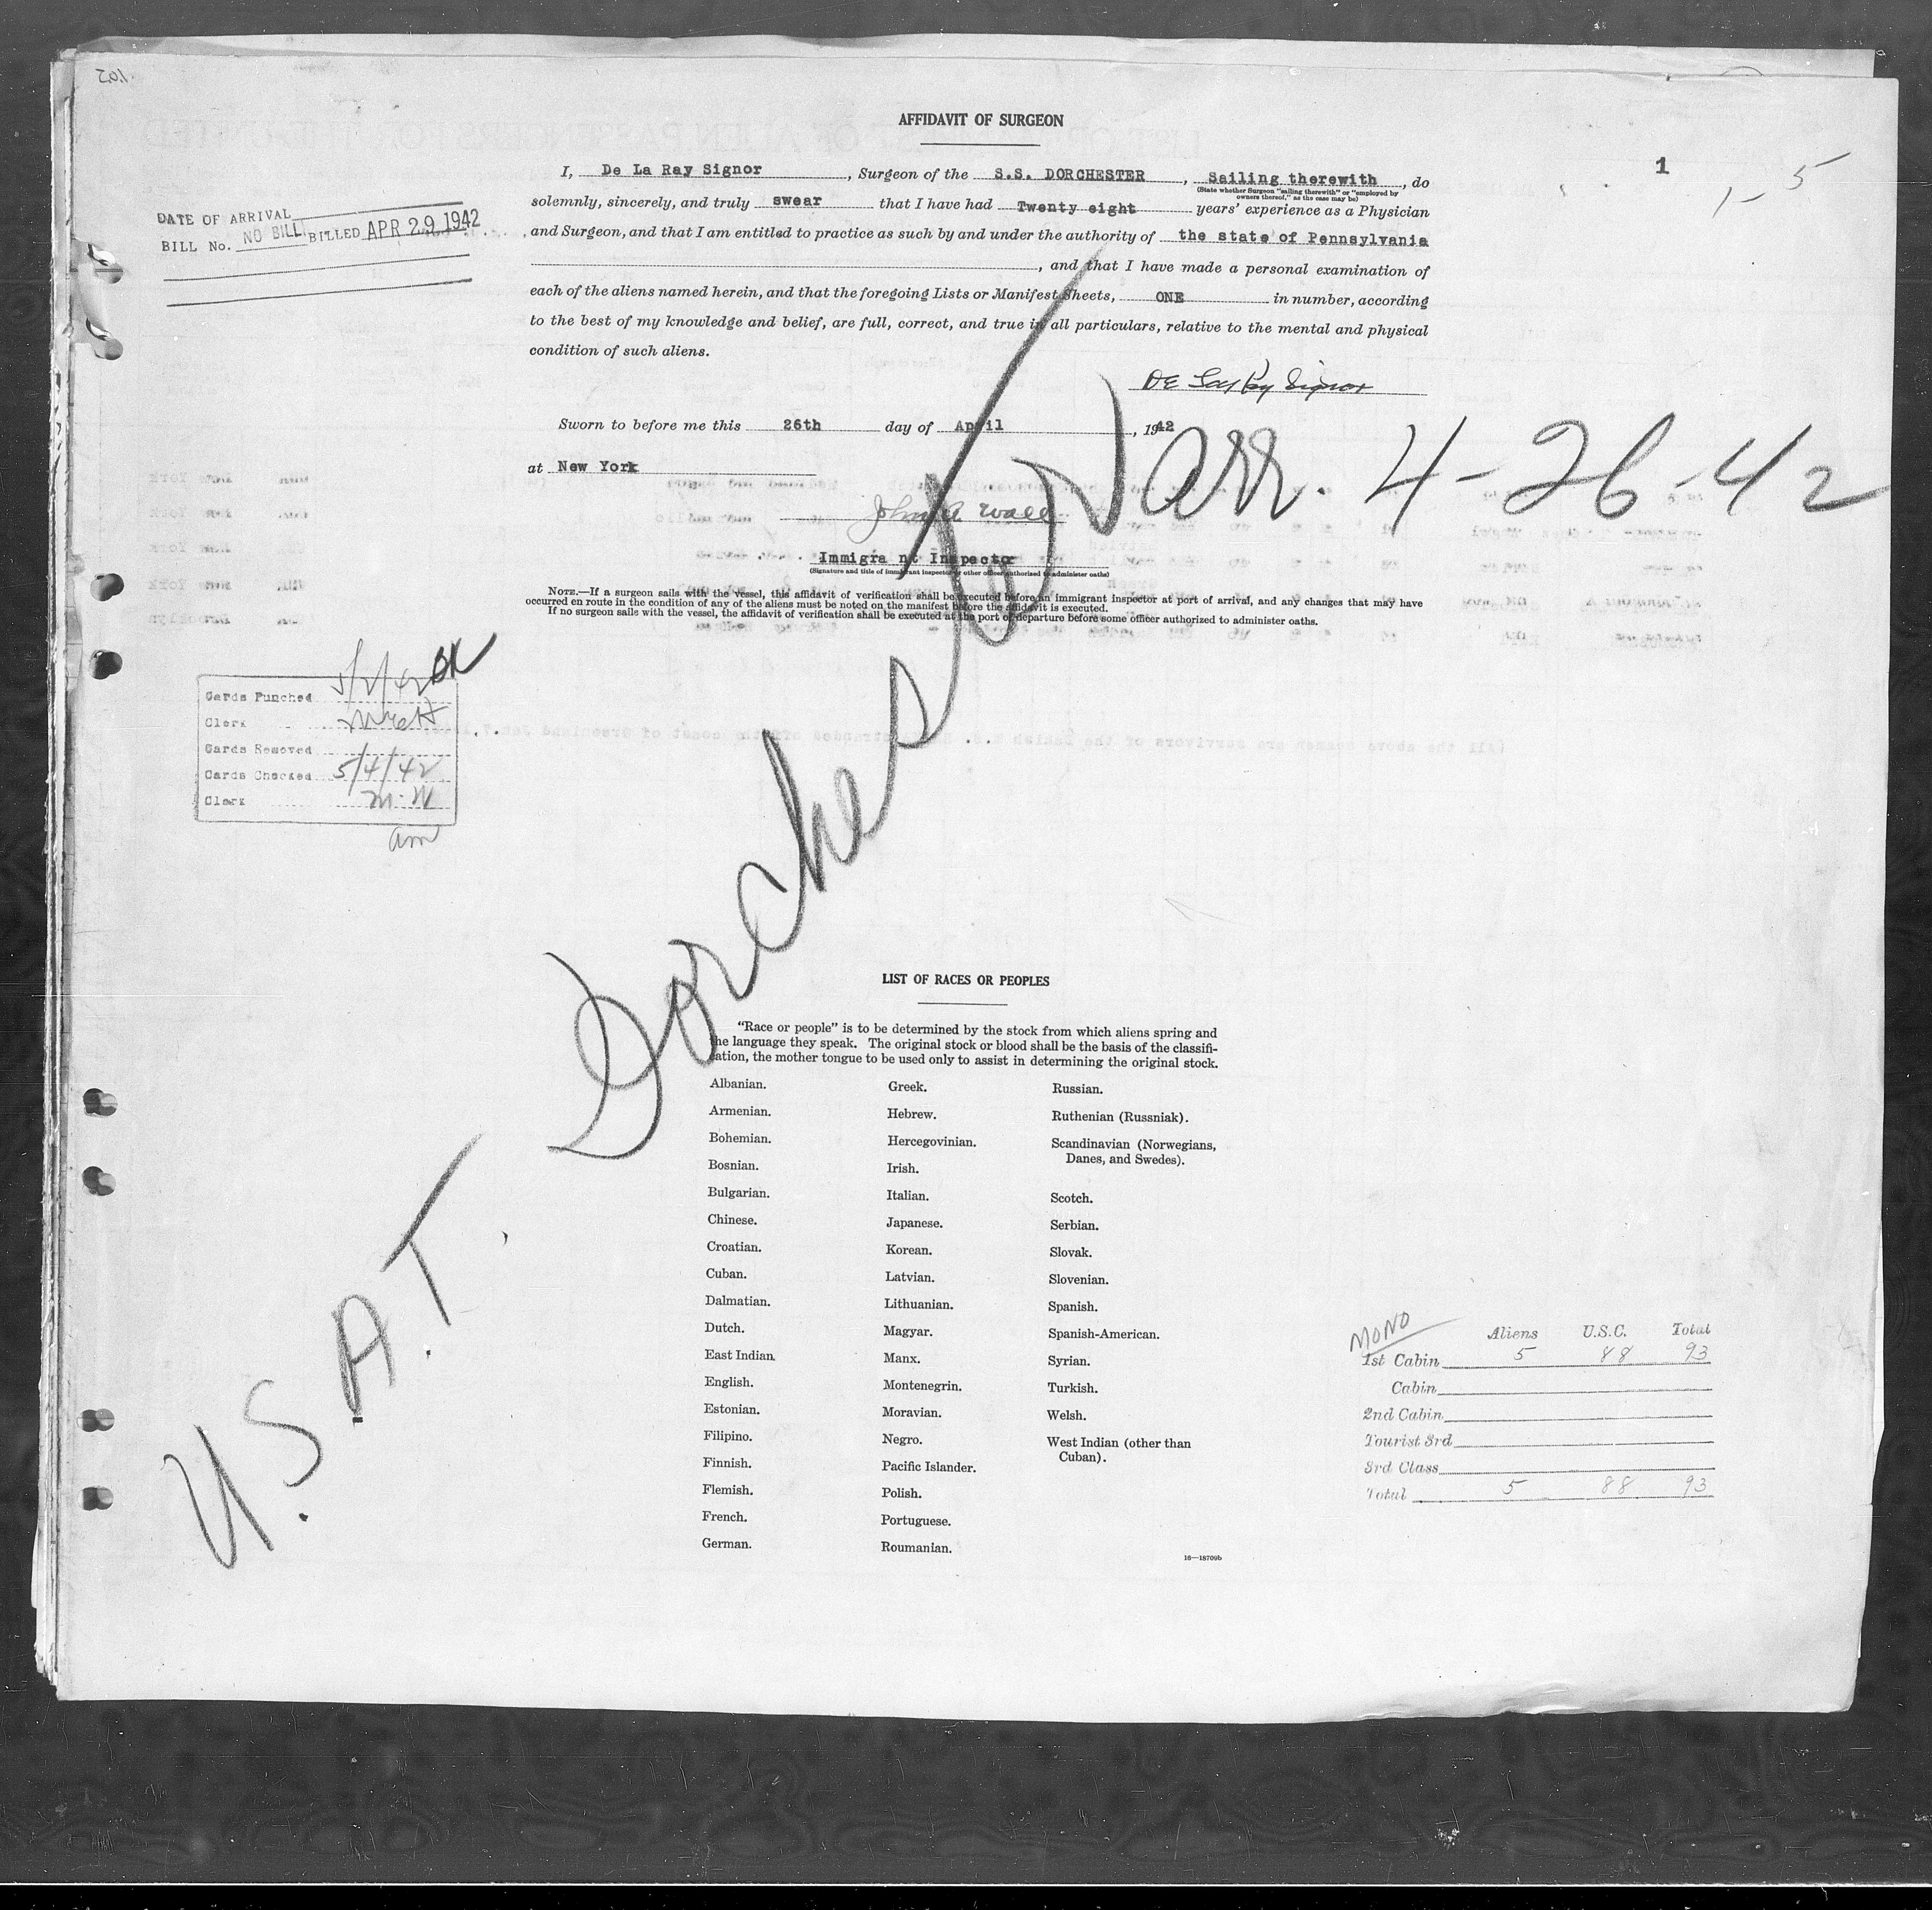 AFFIDAVIT OF SURGEON
1
1-5
I, De La Ray Signor, Surgeon of the S.S. DORCHESTER, Sailing therewith, do
(State whether Surgeon "sailing therewith" or "employed by
owners thereof," as the case may be)
solemnly, sincerely, and truly swear that I have had Twenty eight years' experience as a Physician
and Surgeon, and that I am entitled to practice as such by and under the authority of the state of Pennsylvania
, and that I have made a personal examination of
each of the aliens named herein, and that the foregoing Lists or Manifest Sheets, ONE in number, according
to the best of my knowledge and belief, are full, correct, and true in all particulars, relative to the mental and physical
condition of such aliens.
Sworn to before me this 26th day of April, 1942
at New York
John A Wall
Immigra nt Inspector
(Signature and title of immigrant inspector or other officer authorized to administer oaths)
NOTE.—If a surgeon sails with the vessel, this affidavit of verification shall be executed before an immigrant inspector at port of arrival, and any changes that may have
occurred en route in the condition of any of the aliens must be noted on the manifest before the affidavit is executed.
If no surgeon sails with the vessel, the affidavit of verification shall be executed at the port of departure before some officer authorized to administer oaths.
DATE OF ARRIVAL
BILL No. NO BILL BILLED APR 29 1942
U.S.A.T. Dorchester arr. 4-26-42
Cards Punched 5/2/42 OK
Clerk
Cards Removed
Cards Checked 5/4/42
Clerk M.W
am
LIST OF RACES OR PEOPLES
"Race or people" is to be determined by the stock from which aliens spring and
the language they speak. The original stock or blood shall be the basis of the classifi-
cation, the mother tongue to be used only to assist in determining the original stock.
Albanian.
Armenian.
Bohemian.
Bosnian.
Bulgarian.
Chinese.
Croatian.
Cuban.
Dalmatian.
Dutch.
East Indian.
English.
Estonian.
Filipino.
Finnish.
Flemish.
French.
German.
Greek.
Hebrew.
Hercegovinian.
Irish.
Italian.
Japanese.
Korean.
Latvian.
Lithuanian.
Magyar.
Manx.
Montenegrin.
Moravian.
Negro.
Pacific Islander.
Polish.
Portuguese.
Roumanian.
Russian.
Ruthenian (Russniak).
Scandinavian (Norwegians,
Danes, and Swedes).
Scotch.
Serbian.
Slovak.
Slovenian.
Spanish.
Spanish-American.
Syrian.
Turkish.
Welsh.
West Indian (other than
Cuban).
16—18709b
MONO
Aliens U.S.C. Total
1st Cabin 5 88 93
Cabin
2nd Cabin
Tourist 3rd
3rd Class
Total 5 88 93